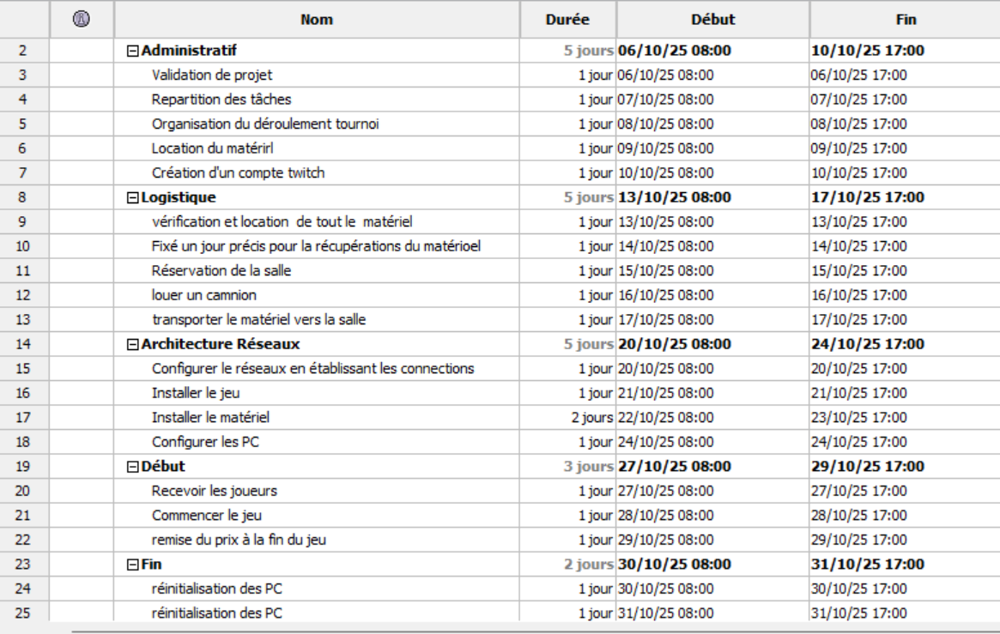 Nom Durée Début Fin
2 Administratif 5 jours 06/10/25 08:00 10/10/25 17:00
3 Validation de projet 1 jour 06/10/25 08:00 06/10/25 17:00
4 Repartition des tâches 1 jour 07/10/25 08:00 07/10/25 17:00
5 Organisation du déroulement tournoi 1 jour 08/10/25 08:00 08/10/25 17:00
6 Location du matérirl 1 jour 09/10/25 08:00 09/10/25 17:00
7 Création d'un compte twitch 1 jour 10/10/25 08:00 10/10/25 17:00
8 Logistique 5 jours 13/10/25 08:00 17/10/25 17:00
9 vérification et location de tout le matériel 1 jour 13/10/25 08:00 13/10/25 17:00
10 Fixé un jour précis pour la récupérations du matérioel 1 jour 14/10/25 08:00 14/10/25 17:00
11 Réservation de la salle 1 jour 15/10/25 08:00 15/10/25 17:00
12 louer un camnion 1 jour 16/10/25 08:00 16/10/25 17:00
13 transporter le matériel vers la salle 1 jour 17/10/25 08:00 17/10/25 17:00
14 Architecture Réseaux 5 jours 20/10/25 08:00 24/10/25 17:00
15 Configurer le réseaux en établissant les connections 1 jour 20/10/25 08:00 20/10/25 17:00
16 Installer le jeu 1 jour 21/10/25 08:00 21/10/25 17:00
17 Installer le matériel 2 jours 22/10/25 08:00 23/10/25 17:00
18 Configurer les PC 1 jour 24/10/25 08:00 24/10/25 17:00
19 Début 3 jours 27/10/25 08:00 29/10/25 17:00
20 Recevoir les joueurs 1 jour 27/10/25 08:00 27/10/25 17:00
21 Commencer le jeu 1 jour 28/10/25 08:00 28/10/25 17:00
22 remise du prix à la fin du jeu 1 jour 29/10/25 08:00 29/10/25 17:00
23 Fin 2 jours 30/10/25 08:00 31/10/25 17:00
24 réinitialisation des PC 1 jour 30/10/25 08:00 30/10/25 17:00
25 réinitialisation des PC 1 jour 31/10/25 08:00 31/10/25 17:00